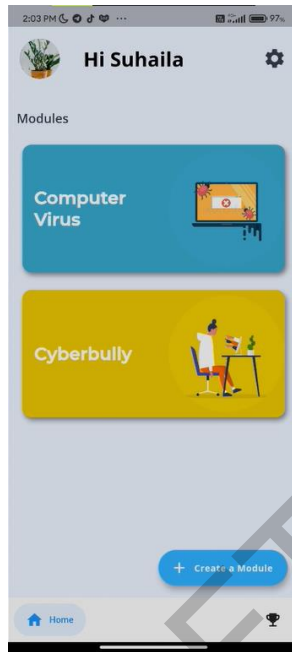 2:03 PM
97%
Hi Suhaila
Modules
Computer
Virus
Cyberbully
+ Create a Module
Home